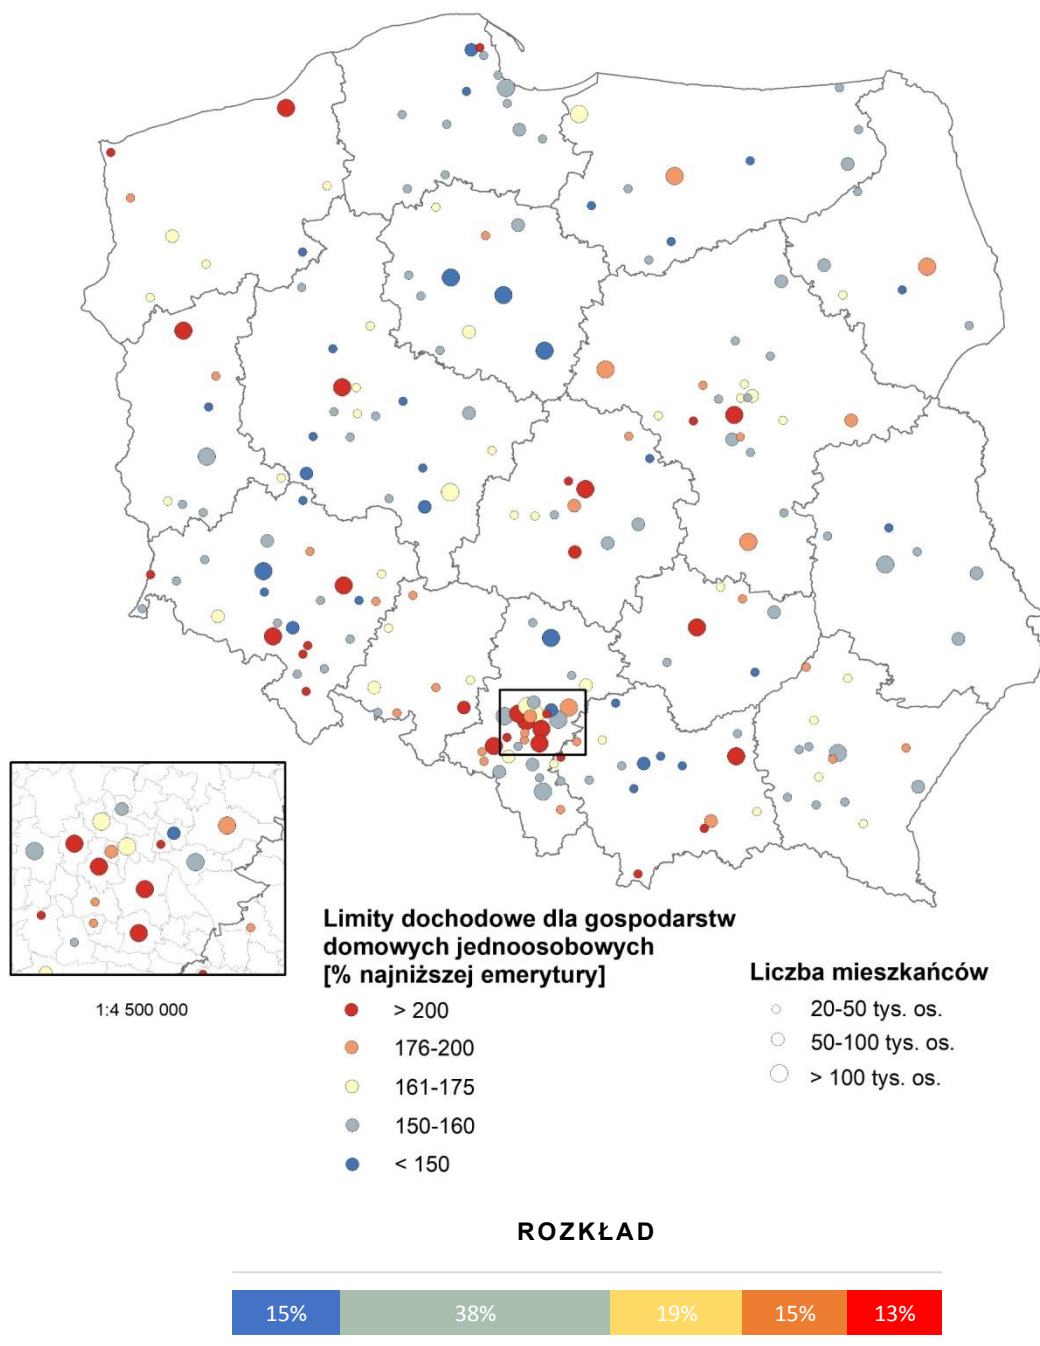 1:4 500 000
Limity dochodowe dla gospodarstw
domowych jednoosobowych
[% najniższej emerytury]
> 200
176-200
161-175
150-160
< 150
Liczba mieszkańców
20-50 tys. os.
50-100 tys. os.
> 100 tys. os.
ROZKŁAD
15% 38% 19% 15% 13%